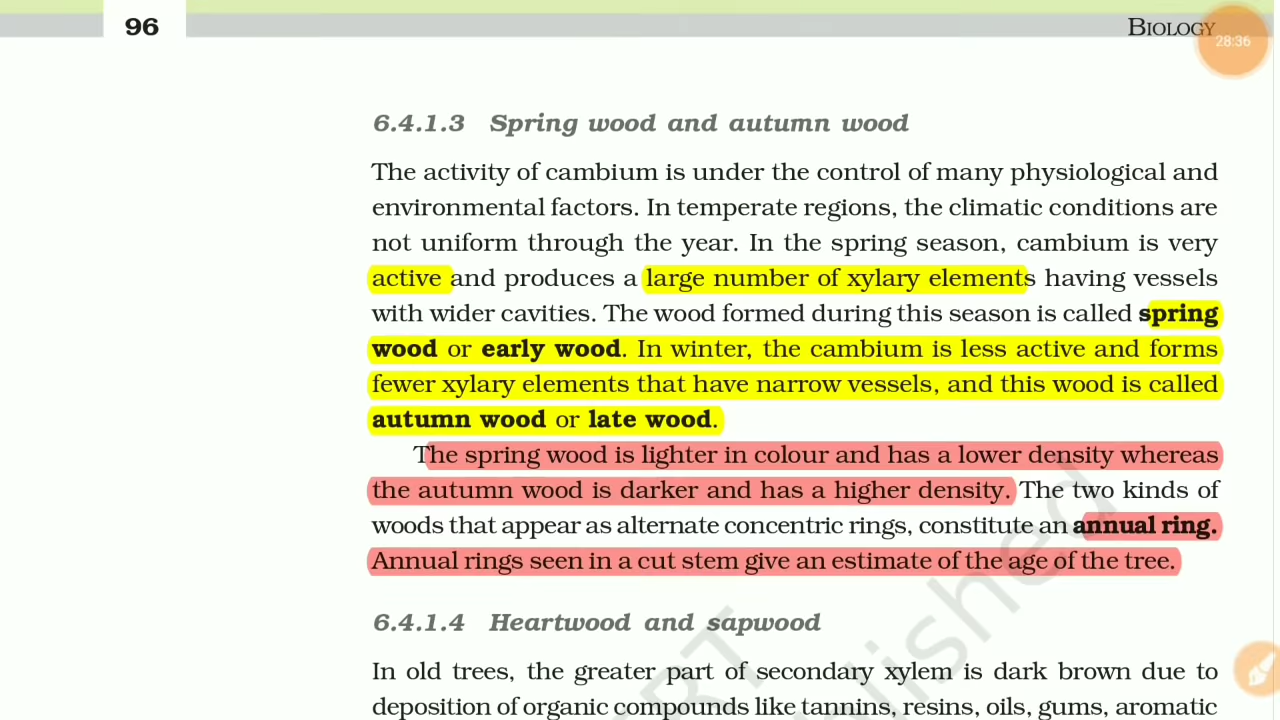 96
BIOLOGY
28:36
6.4.1.3 Spring wood and autumn wood
The activity of cambium is under the control of many physiological and
environmental factors. In temperate regions, the climatic conditions are
not uniform through the year. In the spring season, cambium is very
active and produces a large number of xylary elements having vessels
with wider cavities. The wood formed during this season is called spring
wood or early wood. In winter, the cambium is less active and forms
fewer xylary elements that have narrow vessels, and this wood is called
autumn wood or late wood.
The spring wood is lighter in colour and has a lower density whereas
the autumn wood is darker and has a higher density. The two kinds of
woods that appear as alternate concentric rings, constitute an annual ring.
Annual rings seen in a cut stem give an estimate of the age of the tree.
6.4.1.4 Heartwood and sapwood
In old trees, the greater part of secondary xylem is dark brown due to
deposition of organic compounds like tannins, resins, oils, gums, aromatic